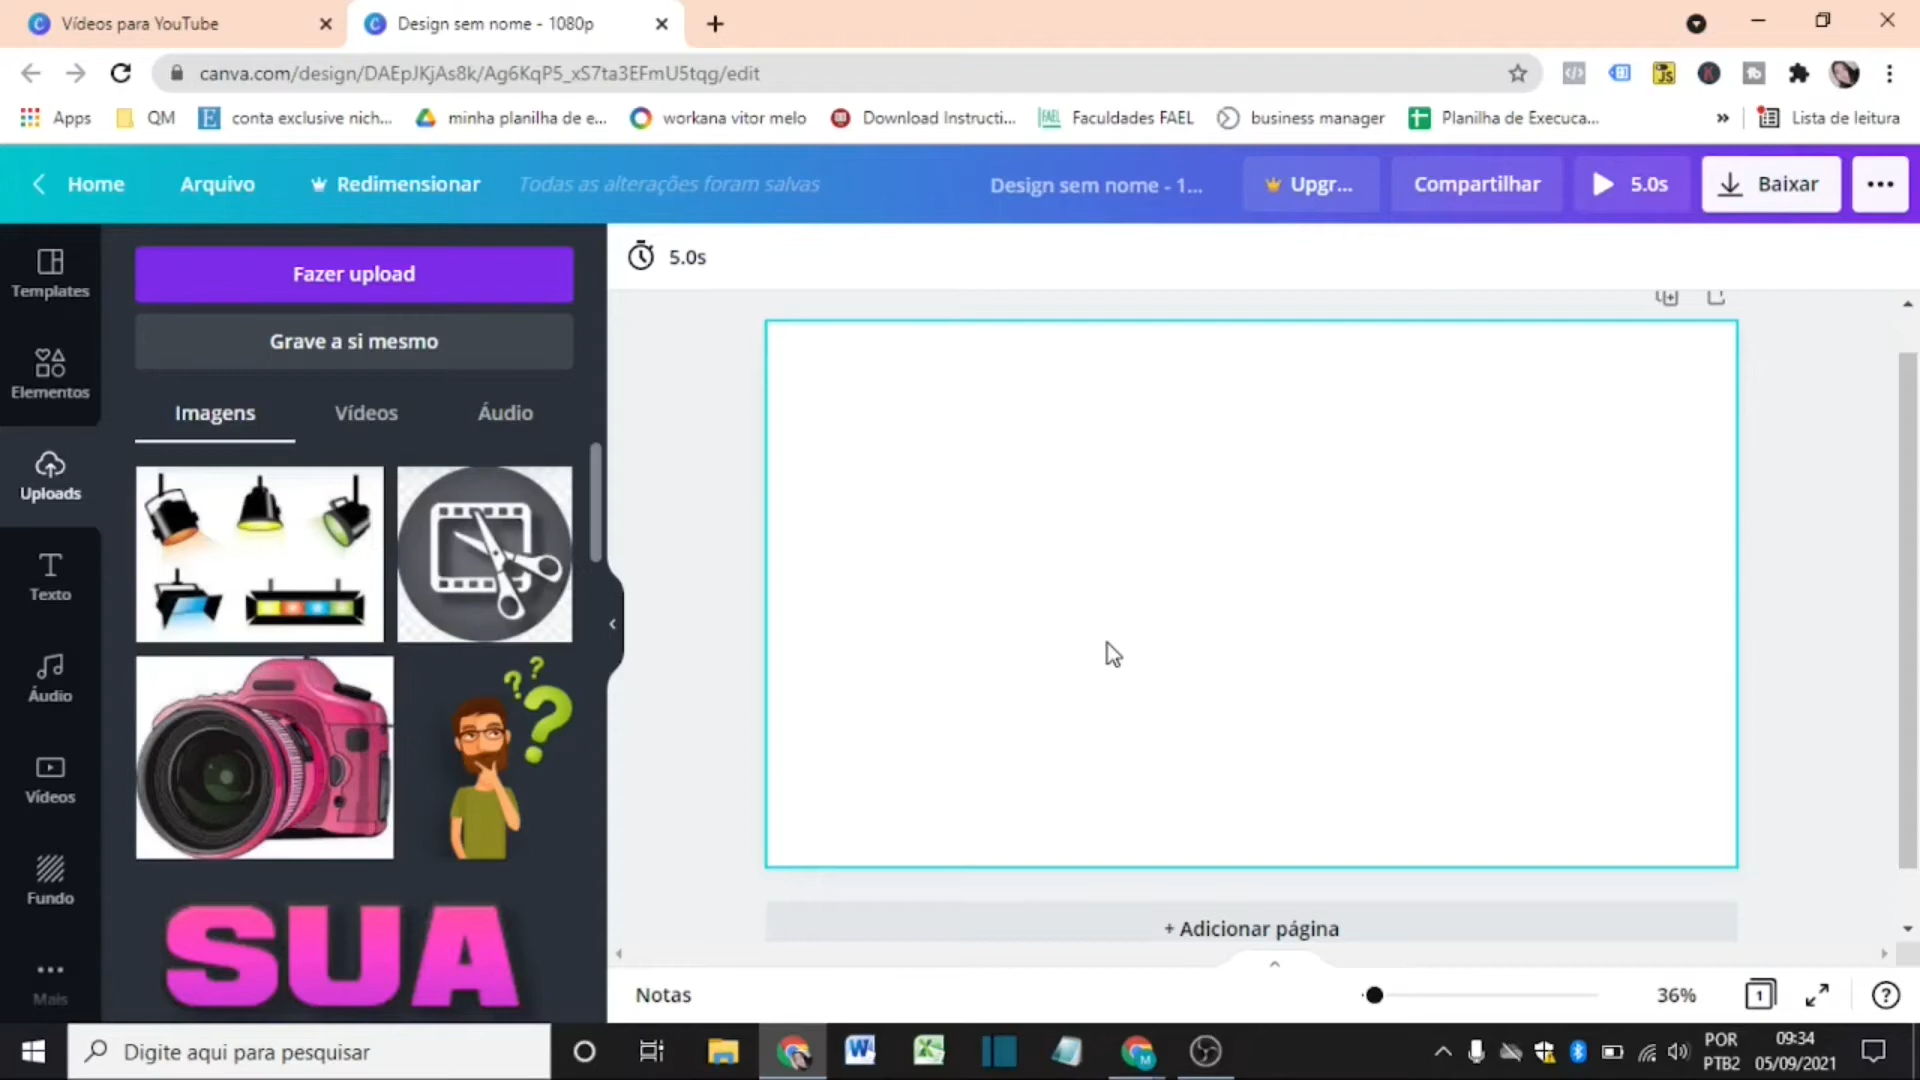 Vídeos para YouTube
Design sem nome - 1080p
canva.com/design/DAEpJKjAs8k/Ag6KqP5_xS7ta3EFmU5tqg/edit
Apps
QM
conta exclusive nich...
minha planilha de e...
workana vitor melo
Download Instructi...
Faculdades FAEL
business manager
Planilha de Execuca...
»
Lista de leitura
Home
Arquivo
Redimensionar
Todas as alterações foram salvas
Design sem nome - 1...
Upgr...
Compartilhar
5.0s
Baixar
Templates
Elementos
Uploads
Texto
Áudio
Vídeos
Fundo
Mais
Fazer upload
Grave a si mesmo
Imagens
Vídeos
Áudio
SUA
5.0s
+ Adicionar página
Notas
36%
1
Digite aqui para pesquisar
POR
PTB2
09:34
05/09/2021